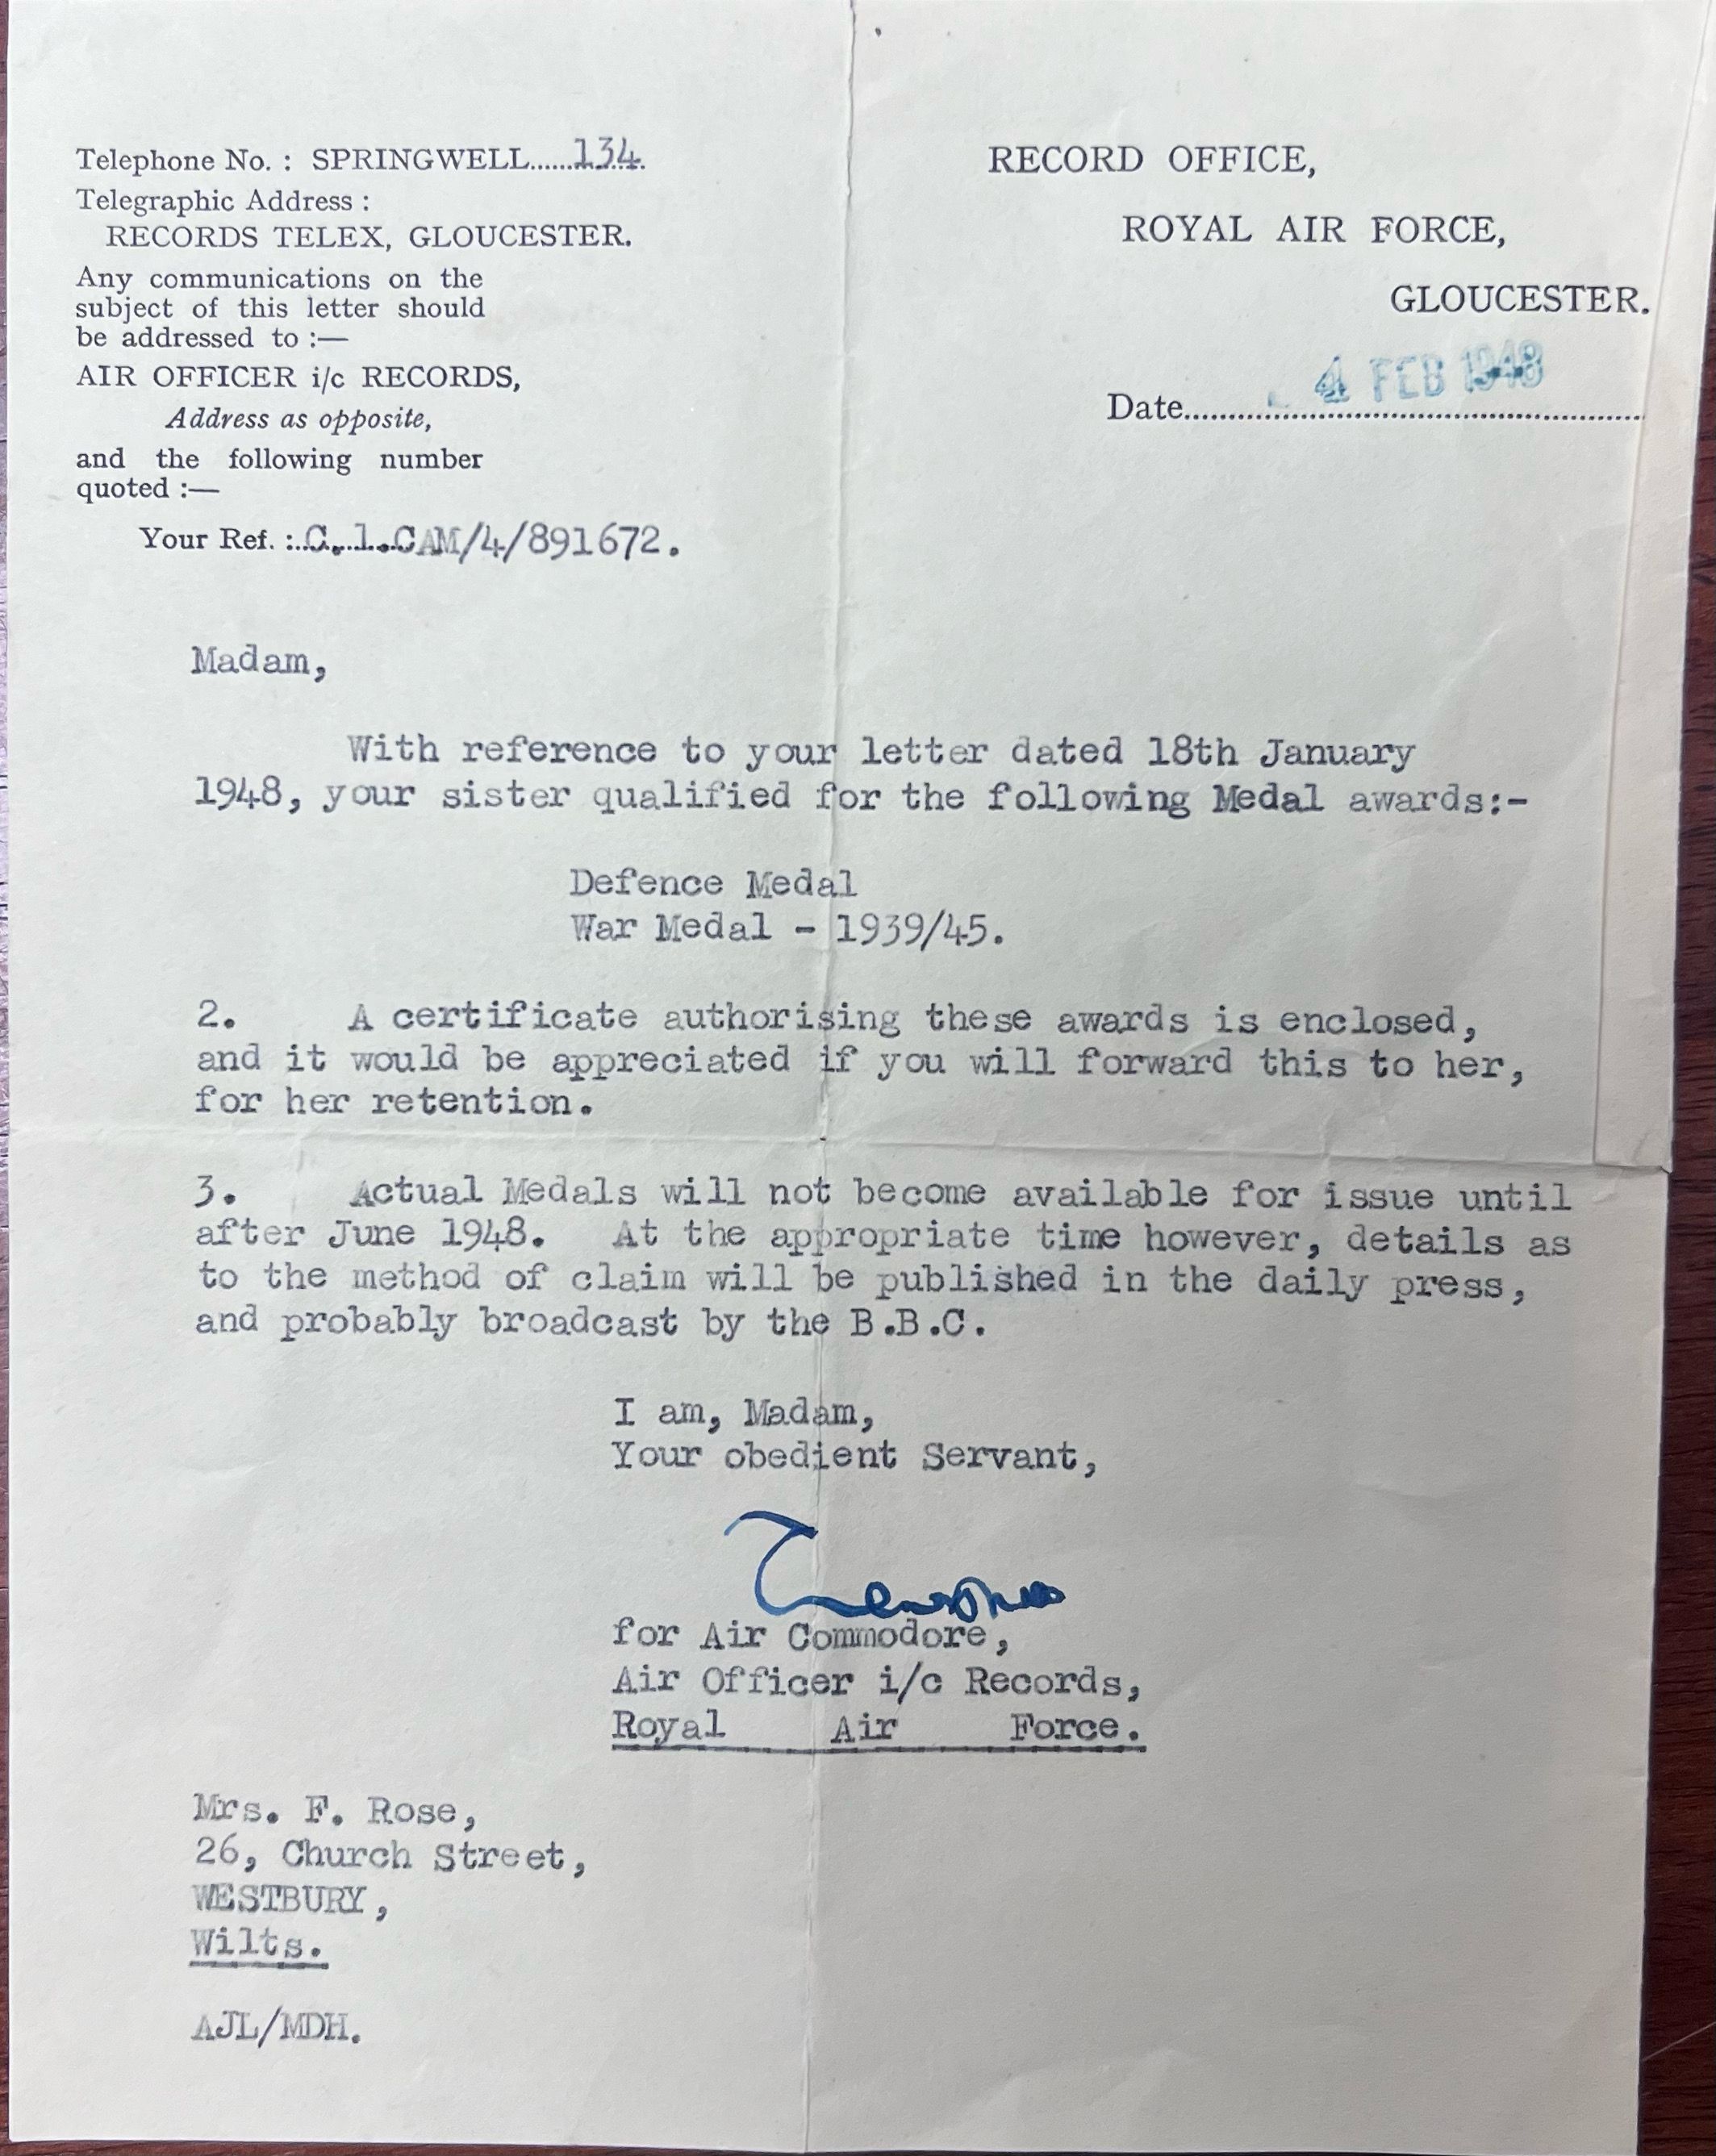 Telephone No. : SPRINGWELL......134.
Telegraphic Address :
RECORDS TELEX, GLOUCESTER.
Any communications on the
subject of this letter should
be addressed to :—
AIR OFFICER i/c RECORDS,
Address as opposite,
and the following number
quoted :—
Your Ref. : C.1.CAM/4/891672.
RECORD OFFICE,
ROYAL AIR FORCE,
GLOUCESTER.
Date 4 FEB 1948
Madam,
With reference to your letter dated 18th January
1948, your sister qualified for the following Medal awards:-
Defence Medal
War Medal - 1939/45.
2. A certificate authorising these awards is enclosed,
and it would be appreciated if you will forward this to her,
for her retention.
3. Actual Medals will not become available for issue until
after June 1948. At the appropriate time however, details as
to the method of claim will be published in the daily press,
and probably broadcast by the B.B.C.
I am, Madam,
Your obedient Servant,
for Air Commodore,
Air Officer i/c Records,
Royal Air Force.
Mrs. F. Rose,
26, Church Street,
WESTBURY,
Wilts.
AJL/MDH.